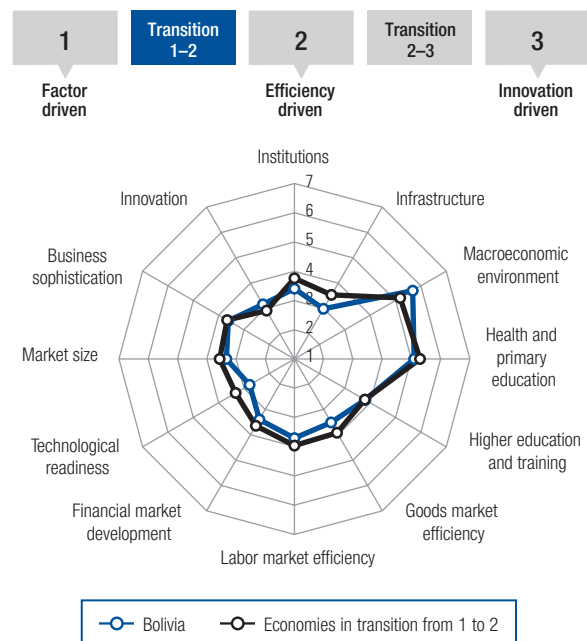 1
Transition
1–2
2
Transition
2–3
3
Factor
driven
Efficiency
driven
Innovation
driven
Institutions
Infrastructure
Macroeconomic
environment
Health and
primary
education
Higher education
and training
Goods market
efficiency
Labor market efficiency
Financial market
development
Technological
readiness
Market size
Business
sophistication
Innovation
7
6
5
4
3
2
1
Bolivia
Economies in transition from 1 to 2